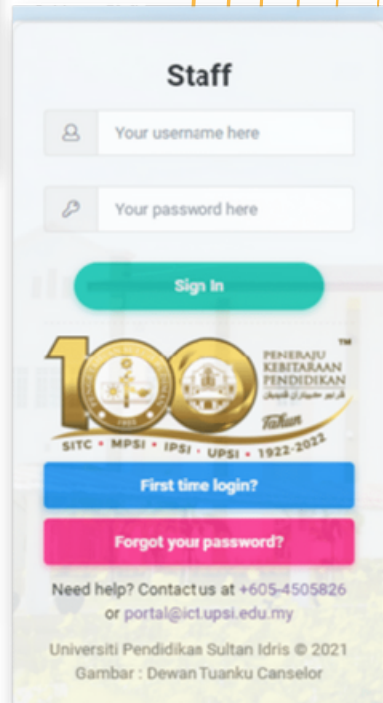 Staff
Your username here
Your password here
Sign In
100
TM
PENERAJU
KEBITARAAN
PENDIDIKAN
Tahun
SITC • MPSI • IPSI • UPSI • 1922-2022
First time login?
Forgot your password?
Need help? Contact us at +605-4505826
or portal@ict.upsi.edu.my
Universiti Pendidikan Sultan Idris © 2021
Gambar : Dewan Tuanku Canselor